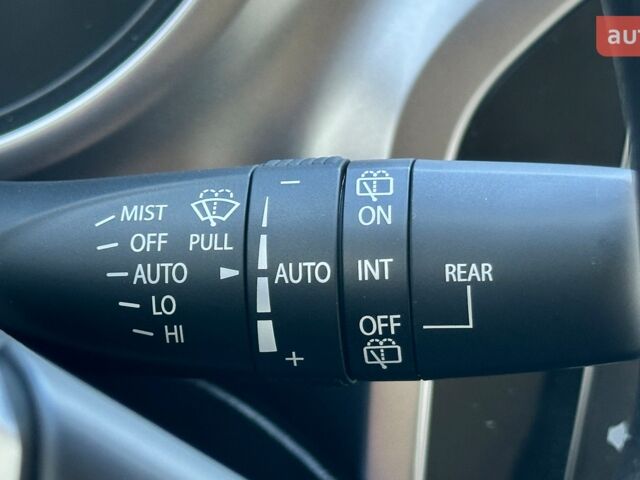 MIST
OFF
PULL
AUTO
LO
HI
−
AUTO
+
ON
INT
OFF
REAR
aut